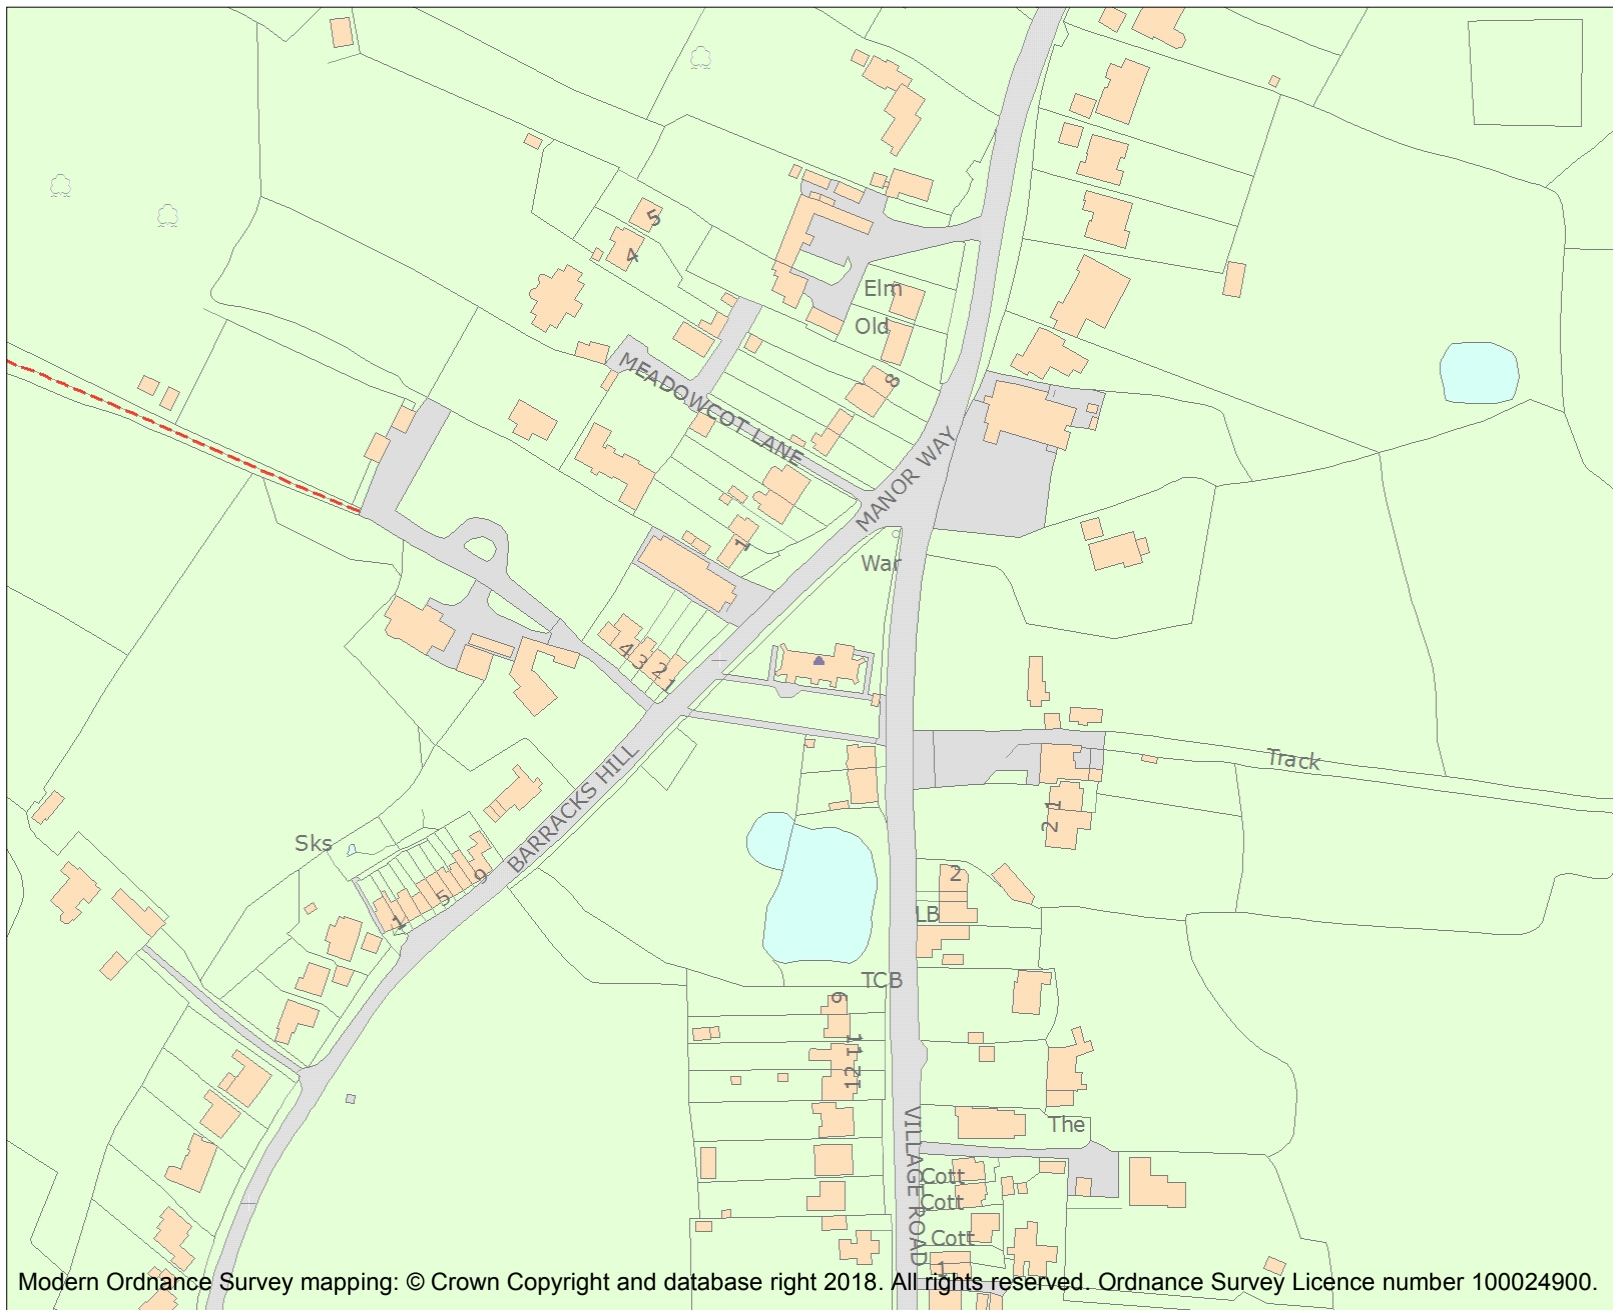 5
4
Elm
Old
MEADOWCOT LANE
8
MANOR WAY
1
War
4
3
2
1
Track
BARRACKS HILL
1
2
Sks
9
5
1
2
LB
TCB
9
11
12
The
VILLAGE ROAD
Cott
Cott
Cott
1
Modern Ordnance Survey mapping: © Crown Copyright and database right 2018. All rights reserved. Ordnance Survey Licence number 100024900.